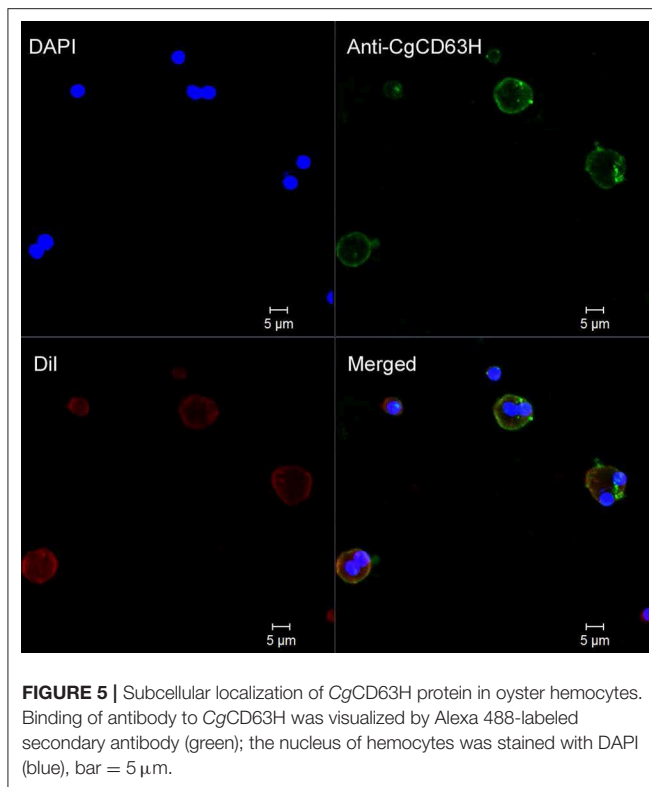 DAPI
Anti-CgCD63H
5 µm
5 µm
DiI
Merged
5 µm
5 µm
FIGURE 5 | Subcellular localization of CgCD63H protein in oyster hemocytes.
Binding of antibody to CgCD63H was visualized by Alexa 488-labeled
secondary antibody (green); the nucleus of hemocytes was stained with DAPI
(blue), bar = 5 µm.